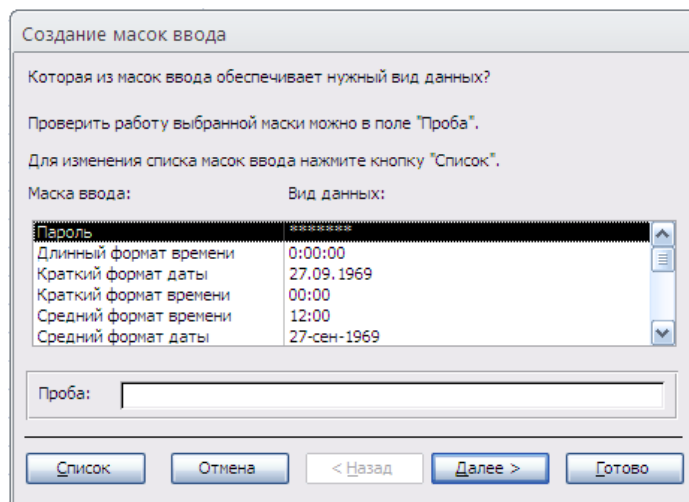 Создание масок ввода
Которая из масок ввода обеспечивает нужный вид данных?
Проверить работу выбранной маски можно в поле "Проба".
Для изменения списка масок ввода нажмите кнопку "Список".
Маска ввода: Вид данных:
Пароль *******
Длинный формат времени 0:00:00
Краткий формат даты 27.09.1969
Краткий формат времени 00:00
Средний формат времени 12:00
Средний формат даты 27-сен-1969
Проба:
Список Отмена < Назад Далее > Готово